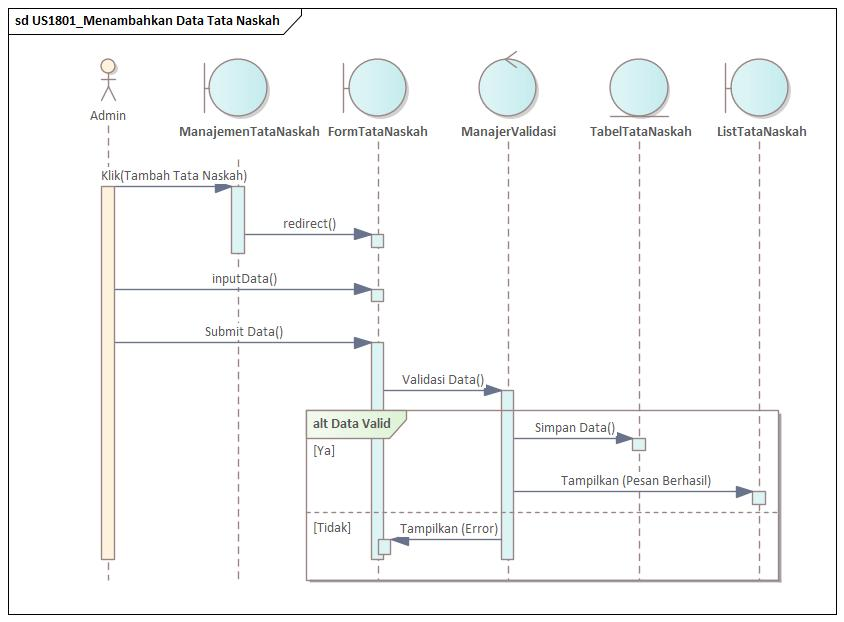 sd US1801_Menambahkan Data Tata Naskah
Admin
ManajemenTataNaskah
FormTataNaskah
ManajerValidasi
TabelTataNaskah
ListTataNaskah
Klik(Tambah Tata Naskah)
redirect()
inputData()
Submit Data()
Validasi Data()
alt Data Valid
Simpan Data()
[Ya]
Tampilkan (Pesan Berhasil)
[Tidak]
Tampilkan (Error)